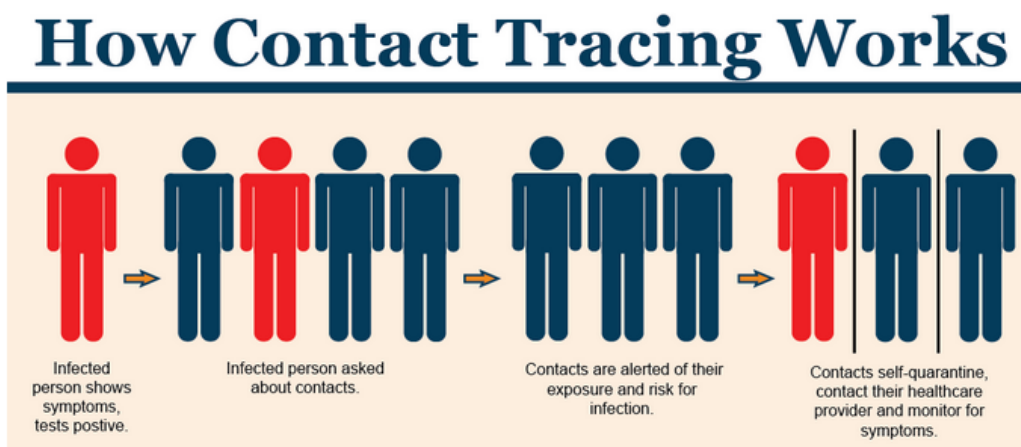 How Contact Tracing Works
Infected
person shows
symptoms,
tests postive.
Infected person asked
about contacts.
Contacts are alerted of their
exposure and risk for
infection.
Contacts self-quarantine,
contact their healthcare
provider and monitor for
symptoms.